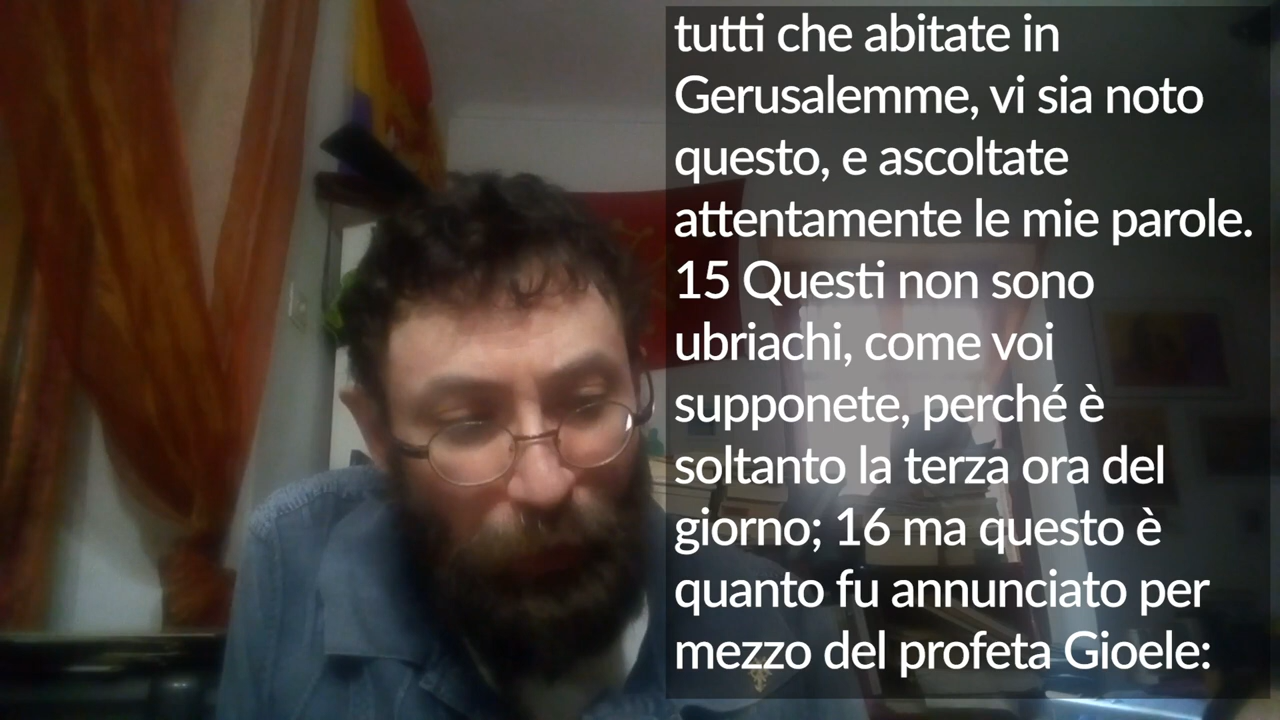 tutti che abitate in
Gerusalemme, vi sia noto
questo, e ascoltate
attentamente le mie parole.
15 Questi non sono
ubriachi, come voi
supponete, perché è
soltanto la terza ora del
giorno; 16 ma questo è
quanto fu annunciato per
mezzo del profeta Gioele: